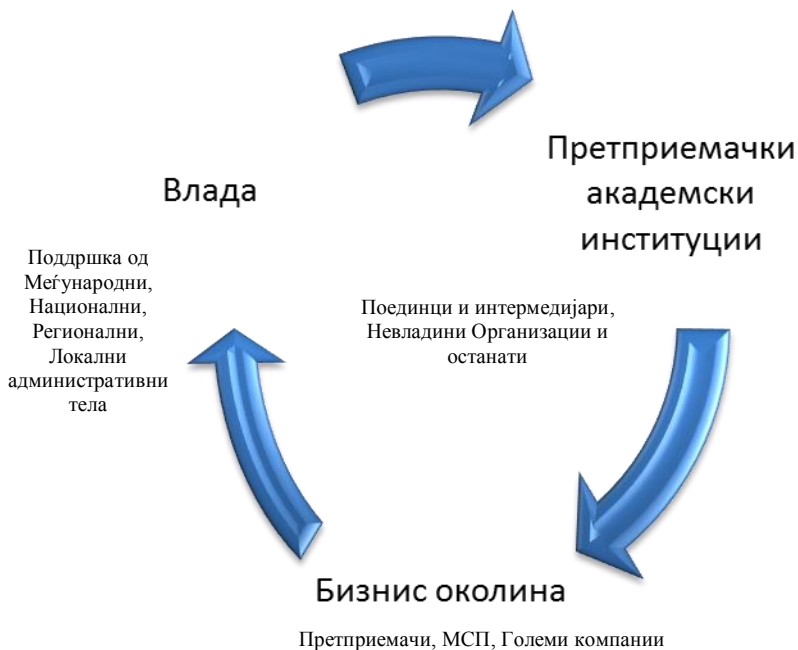 Влада
Претприемачки
академски
институции
Поддршка од
Меѓународни,
Национални,
Регионални,
Локални
административни
тела
Поединци и интермедијари,
Невладини Организации и
останати
Бизнис околина
Претприемачи, МСП, Големи компании